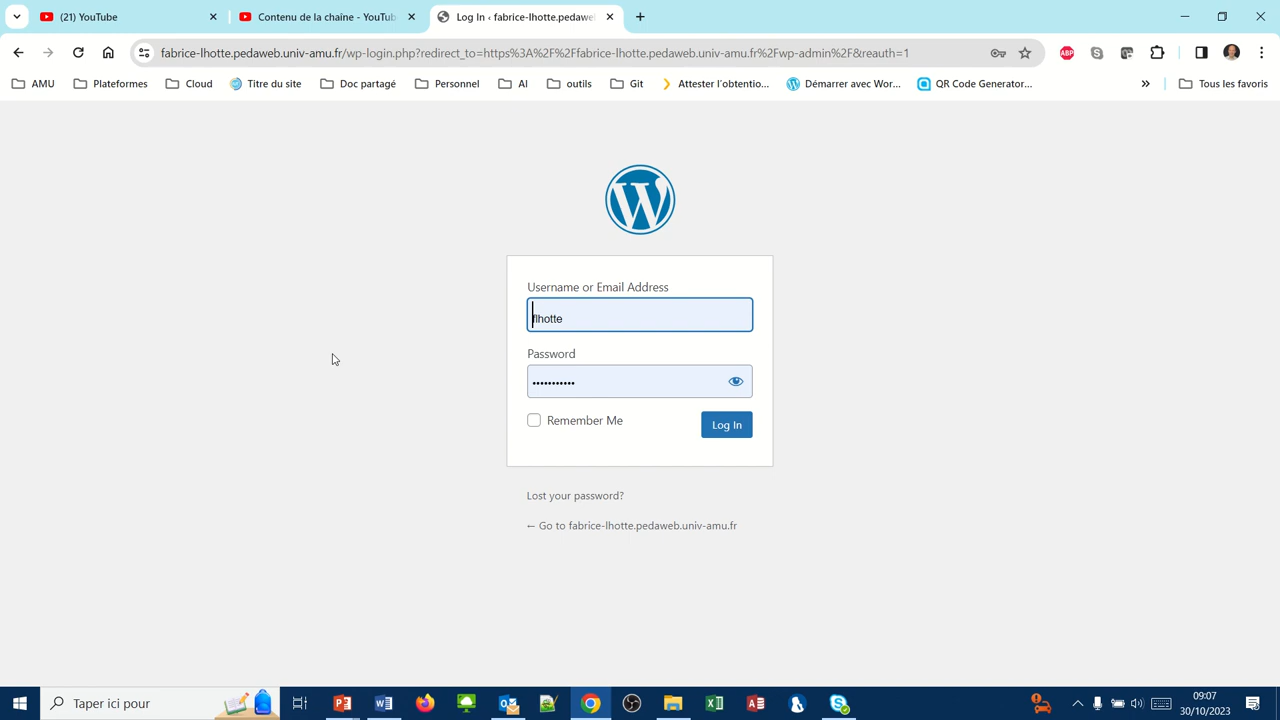 (21) YouTube
Contenu de la chaîne - YouTub
Log In ‹ fabrice-lhotte.pedawe
fabrice-lhotte.pedaweb.univ-amu.fr/wp-login.php?redirect_to=https%3A%2F%2Ffabrice-lhotte.pedaweb.univ-amu.fr%2Fwp-admin%2F&reauth=1
ABP
AMU
Plateformes
Cloud
Titre du site
Doc partagé
Personnel
AI
outils
Git
Attester l'obtentio...
Démarrer avec Wor...
QR Code Generator...
Tous les favoris
Username or Email Address
flhotte
Password
•••••••••••
Remember Me
Log In
Lost your password?
← Go to fabrice-lhotte.pedaweb.univ-amu.fr
Taper ici pour
09:07
30/10/2023